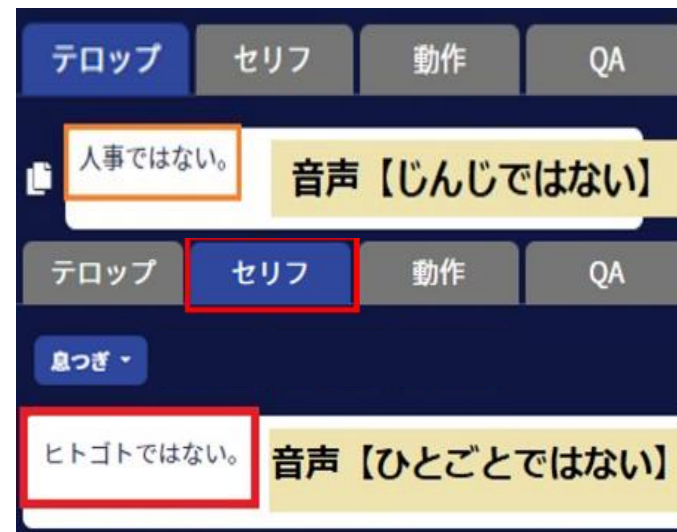 テロップ セリフ 動作 QA
人事ではない。 音声【じんじではない】
テロップ セリフ 動作 QA
息つぎ
ヒトゴトではない。 音声【ひとごとではない】